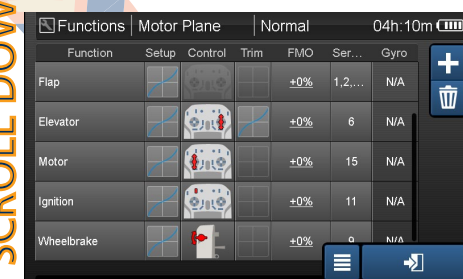 SCROLL DOW
Functions Motor Plane Normal 04h:10m
Function Setup Control Trim FMO Ser... Gyro
Flap +0% 1,2,... N/A
Elevator +0% 6 N/A
Motor +0% 15 N/A
Ignition +0% 11 N/A
Wheelbrake +0% 9 N/A